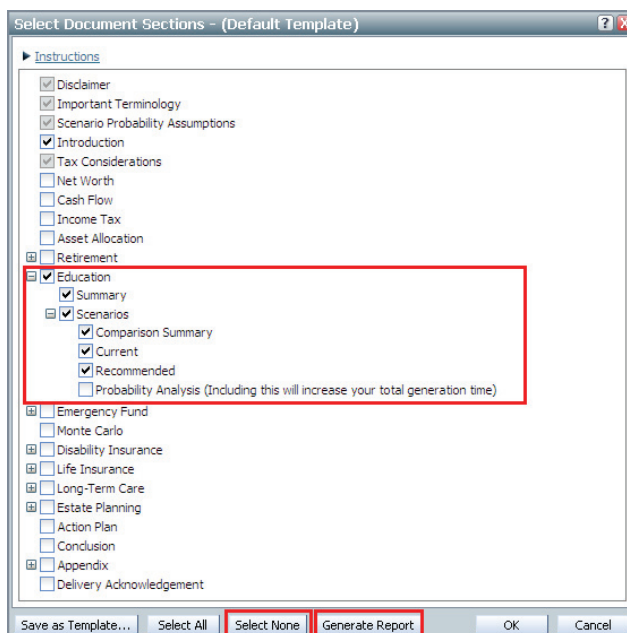 Select Document Sections - (Default Template)
Instructions
Disclaimer
Important Terminology
Scenario Probability Assumptions
Introduction
Tax Considerations
Net Worth
Cash Flow
Income Tax
Asset Allocation
Retirement
Education
Summary
Scenarios
Comparison Summary
Current
Recommended
Probability Analysis (Including this will increase your total generation time)
Emergency Fund
Monte Carlo
Disability Insurance
Life Insurance
Long-Term Care
Estate Planning
Action Plan
Conclusion
Appendix
Delivery Acknowledgement
Save as Template... Select All Select None Generate Report OK Cancel